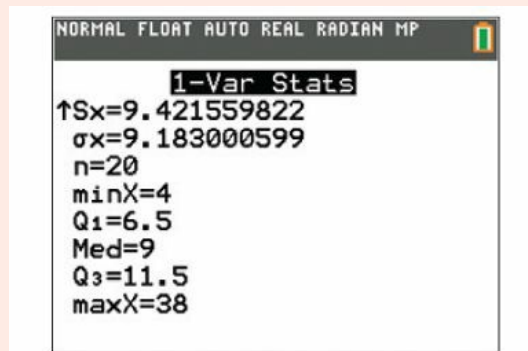 NORMAL FLOAT AUTO REAL RADIAN MP
1-Var Stats
↑Sx=9.421559822
σx=9.183000599
n=20
minX=4
Q₁=6.5
Med=9
Q₃=11.5
maxX=38